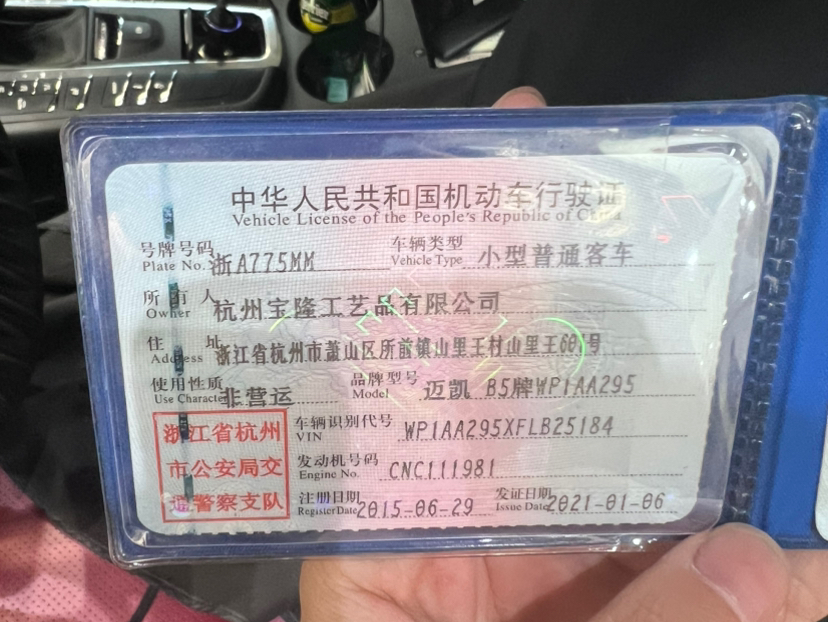 中华人民共和国机动车行驶证
Vehicle License of the People's Republic of China
号牌号码 浙A775MM 车辆类型 小型普通客车
Plate No. Vehicle Type
所有人 杭州宝隆工艺品有限公司
Owner
住址 浙江省杭州市萧山区所前镇山里王村山里王 号
Address
使用性质 非营运 品牌型号 迈凯 B5牌WP1AA295
Use Character Model
浙江省杭州 车辆识别代号 WP1AA295XFLB25184
VIN
市公安局交 发动机号码 CNC111981
Engine No.
通警察支队 注册日期 2015-06-29 发证日期 2021-01-06
Register Date Issue Date